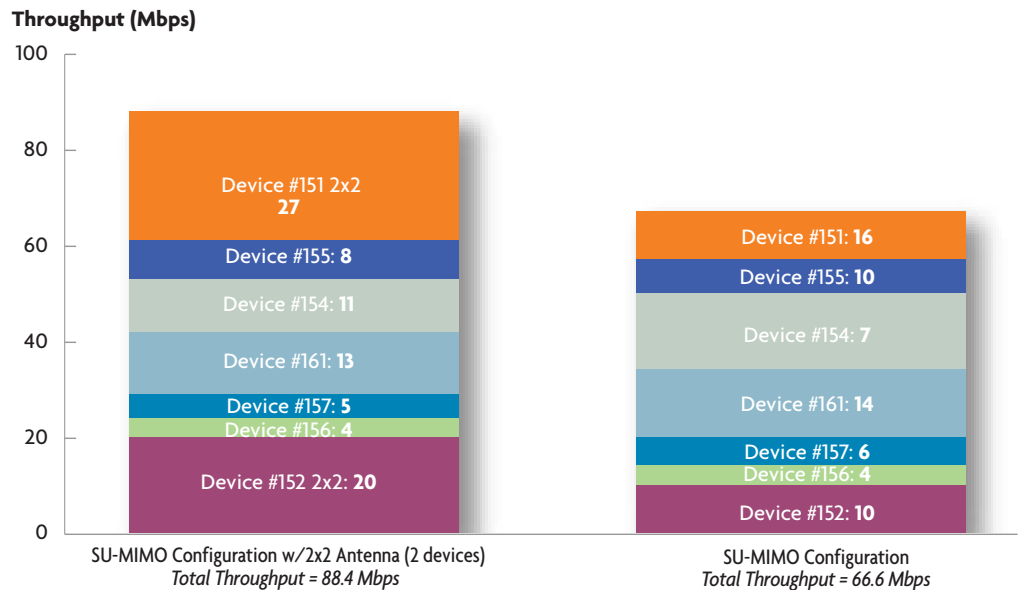 Throughput (Mbps)
100
80
60
40
20
0
Device #151 2x2
27
Device #155: 8
Device #154: 11
Device #161: 13
Device #157: 5
Device #156: 4
Device #152 2x2: 20
SU-MIMO Configuration w/2x2 Antenna (2 devices)
Total Throughput = 88.4 Mbps
Device #151: 16
Device #155: 10
Device #154: 7
Device #161: 14
Device #157: 6
Device #156: 4
Device #152: 10
SU-MIMO Configuration
Total Throughput = 66.6 Mbps